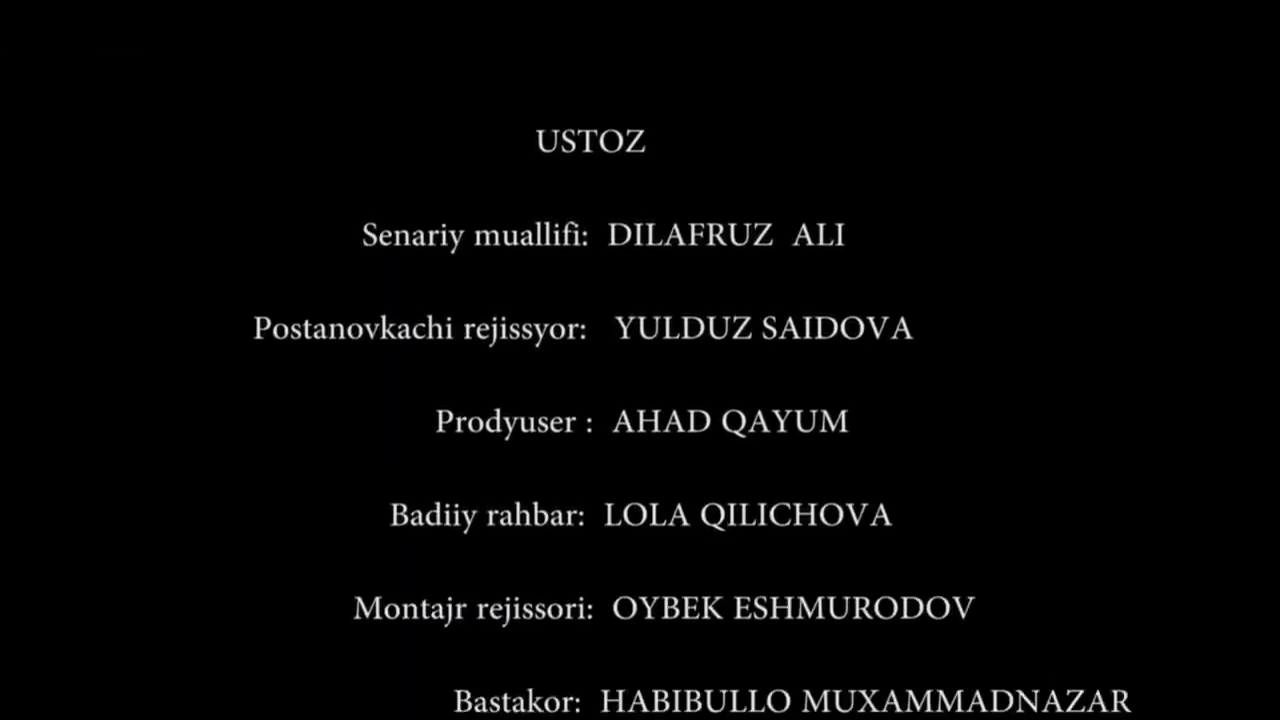 USTOZ
Senariy muallifi: DILAFRUZ ALI
Postanovkachi rejissyor: YULDUZ SAIDOVA
Prodyuser : AHAD QAYUM
Badiiy rahbar: LOLA QILICHOVA
Montajr rejissori: OYBEK ESHMURODOV
Bastakor: HABIBULLO MUXAMMADNAZAR